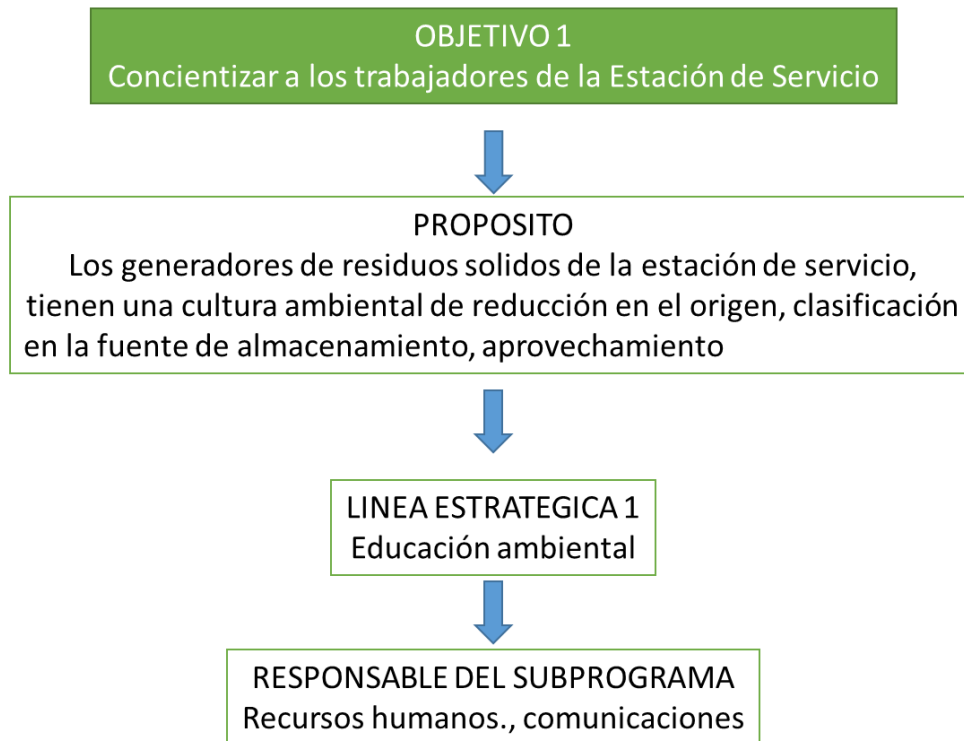 OBJETIVO 1
Concientizar a los trabajadores de la Estación de Servicio
PROPOSITO
Los generadores de residuos solidos de la estación de servicio,
tienen una cultura ambiental de reducción en el origen, clasificación
en la fuente de almacenamiento, aprovechamiento
LINEA ESTRATEGICA 1
Educación ambiental
RESPONSABLE DEL SUBPROGRAMA
Recursos humanos., comunicaciones